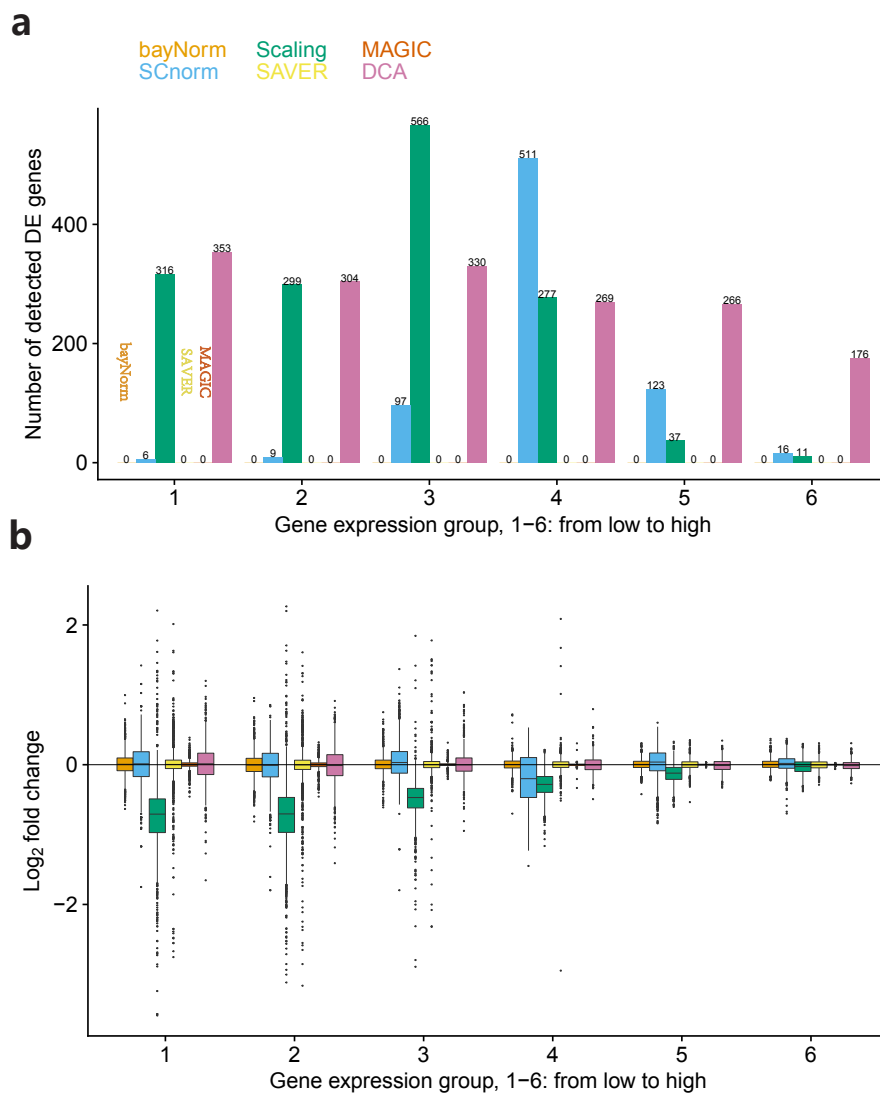 a
bayNorm Scaling MAGIC
SCnorm SAVER DCA
Number of detected DE genes
400
200
0
bayNorm
SAVER
MAGIC
0 6 316 0 0 353
0 9 299 0 0 304
0 97 566 0 0 330
0 511 277 0 0 269
0 123 37 0 0 266
0 16 11 0 0 176
1 2 3 4 5 6
Gene expression group, 1−6: from low to high
b
Log2 fold change
2
0
−2
1 2 3 4 5 6
Gene expression group, 1−6: from low to high